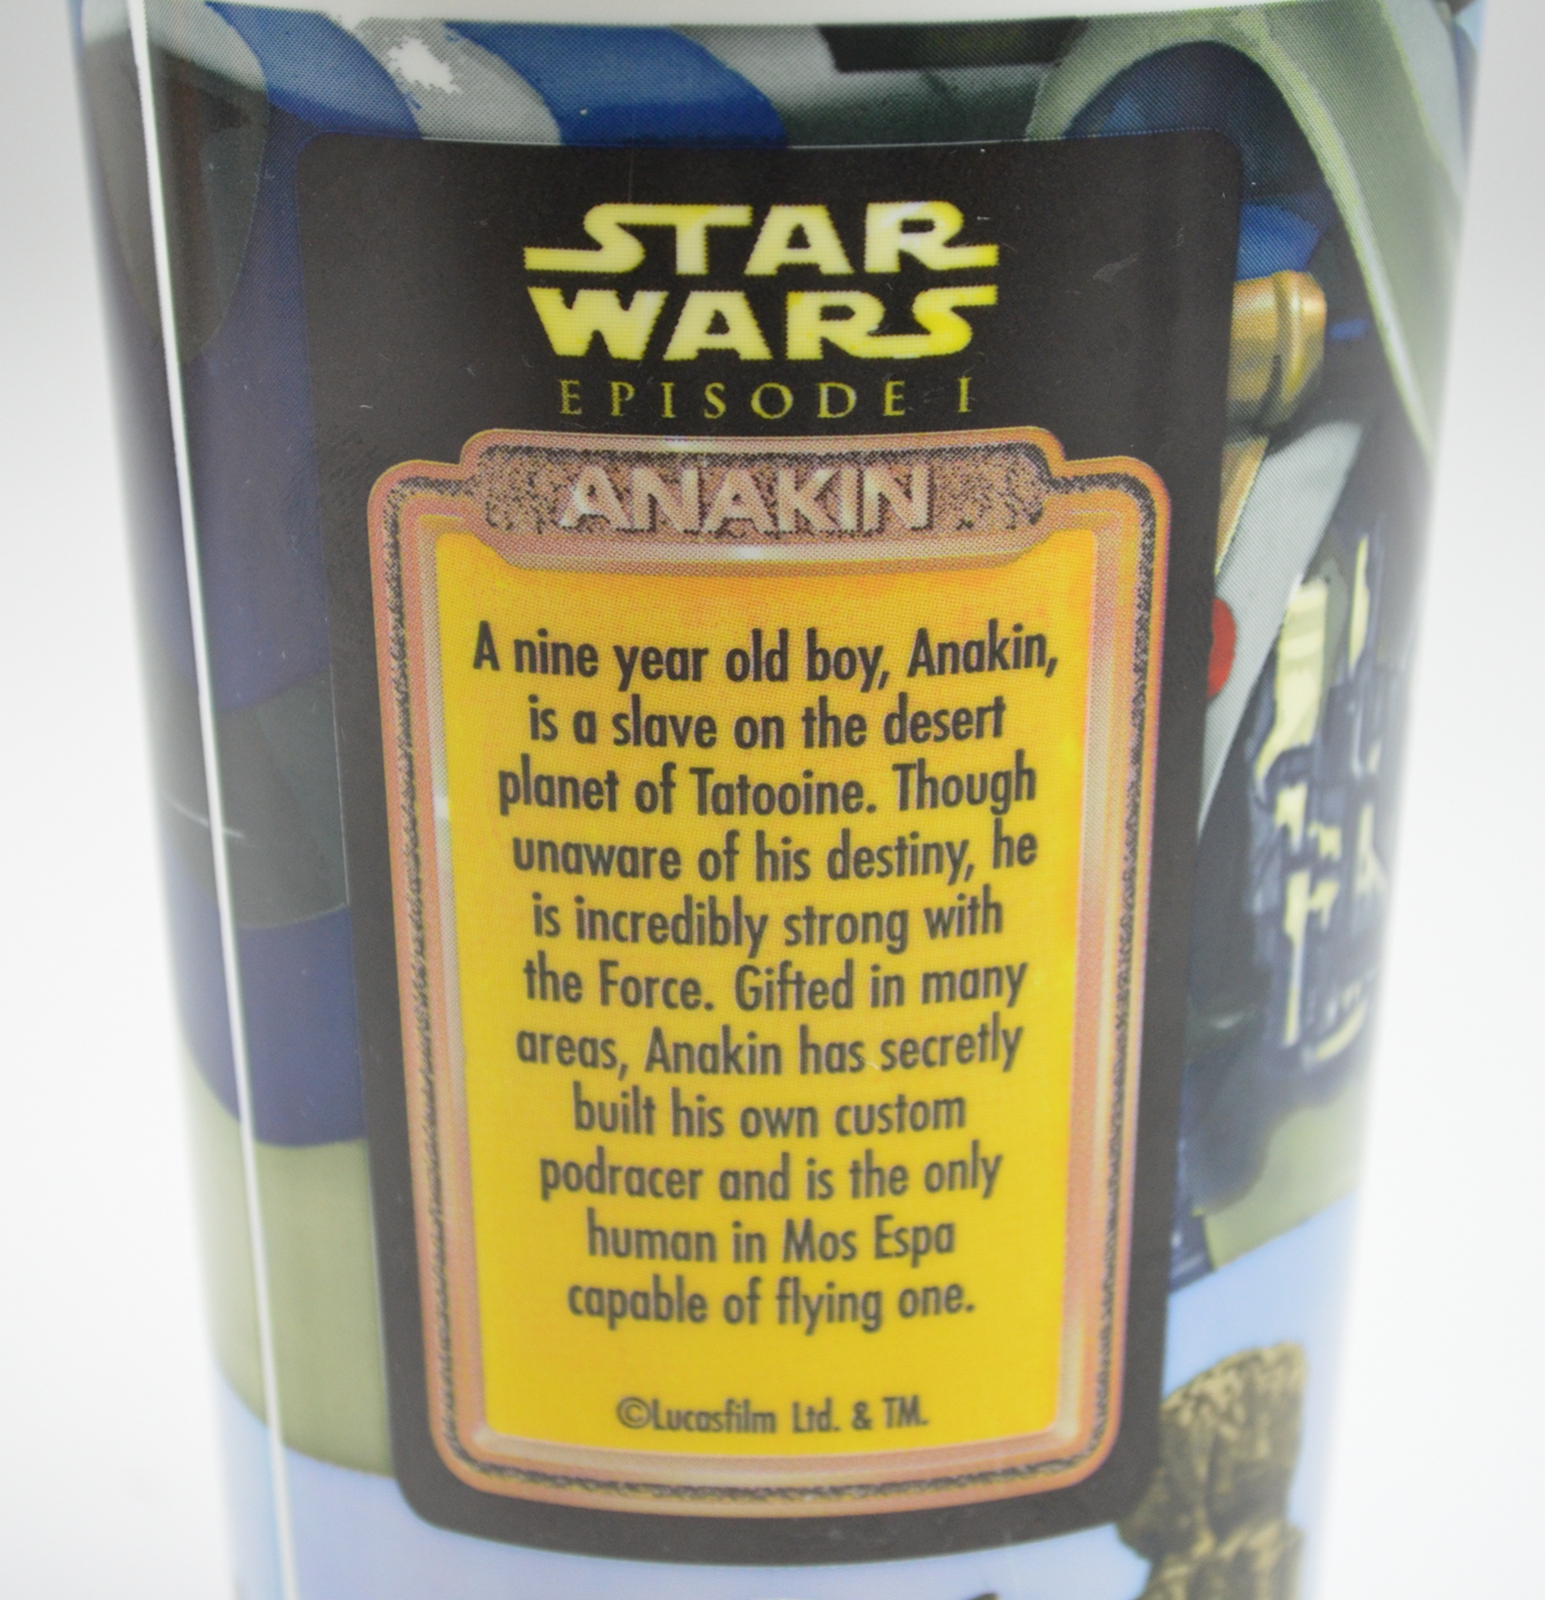 STAR
WARS
EPISODE I
ANAKIN
A nine year old boy, Anakin,
is a slave on the desert
planet of Tatooine. Though
unaware of his destiny, he
is incredibly strong with
the Force. Gifted in many
areas, Anakin has secretly
built his own custom
podracer and is the only
human in Mos Espa
capable of flying one.
©Lucasfilm Ltd. & TM.